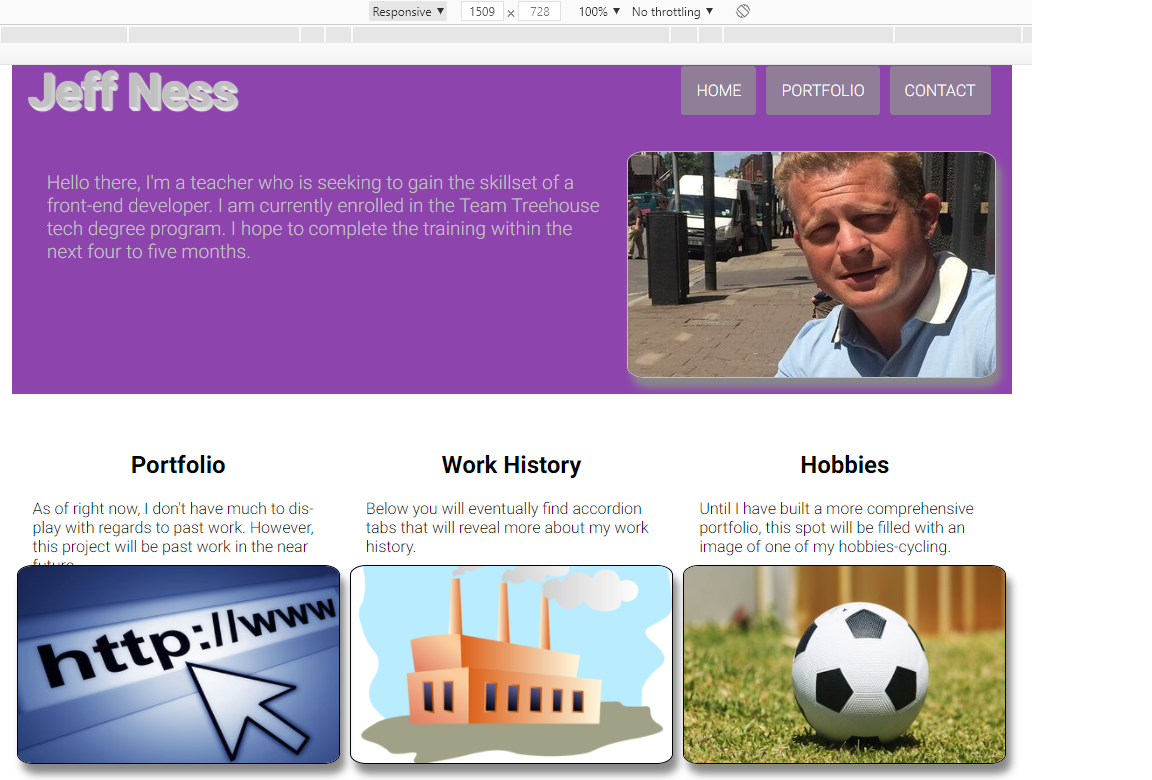 Responsive ▼ 1509 × 728 100% ▼ No throttling ▼
Jeff Ness
HOME PORTFOLIO CONTACT
Hello there, I'm a teacher who is seeking to gain the skillset of a
front-end developer. I am currently enrolled in the Team Treehouse
tech degree program. I hope to complete the training within the
next four to five months.
Portfolio
As of right now, I don't have much to dis-
play with regards to past work. However,
this project will be past work in the near
future.
http://www
Work History
Below you will eventually find accordion
tabs that will reveal more about my work
history.
Hobbies
Until I have built a more comprehensive
portfolio, this spot will be filled with an
image of one of my hobbies-cycling.